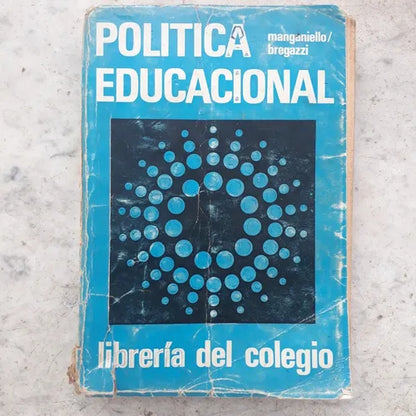 POLITICA
manganiello/
bregazzi
EDUCACIONAL
librería del colegio